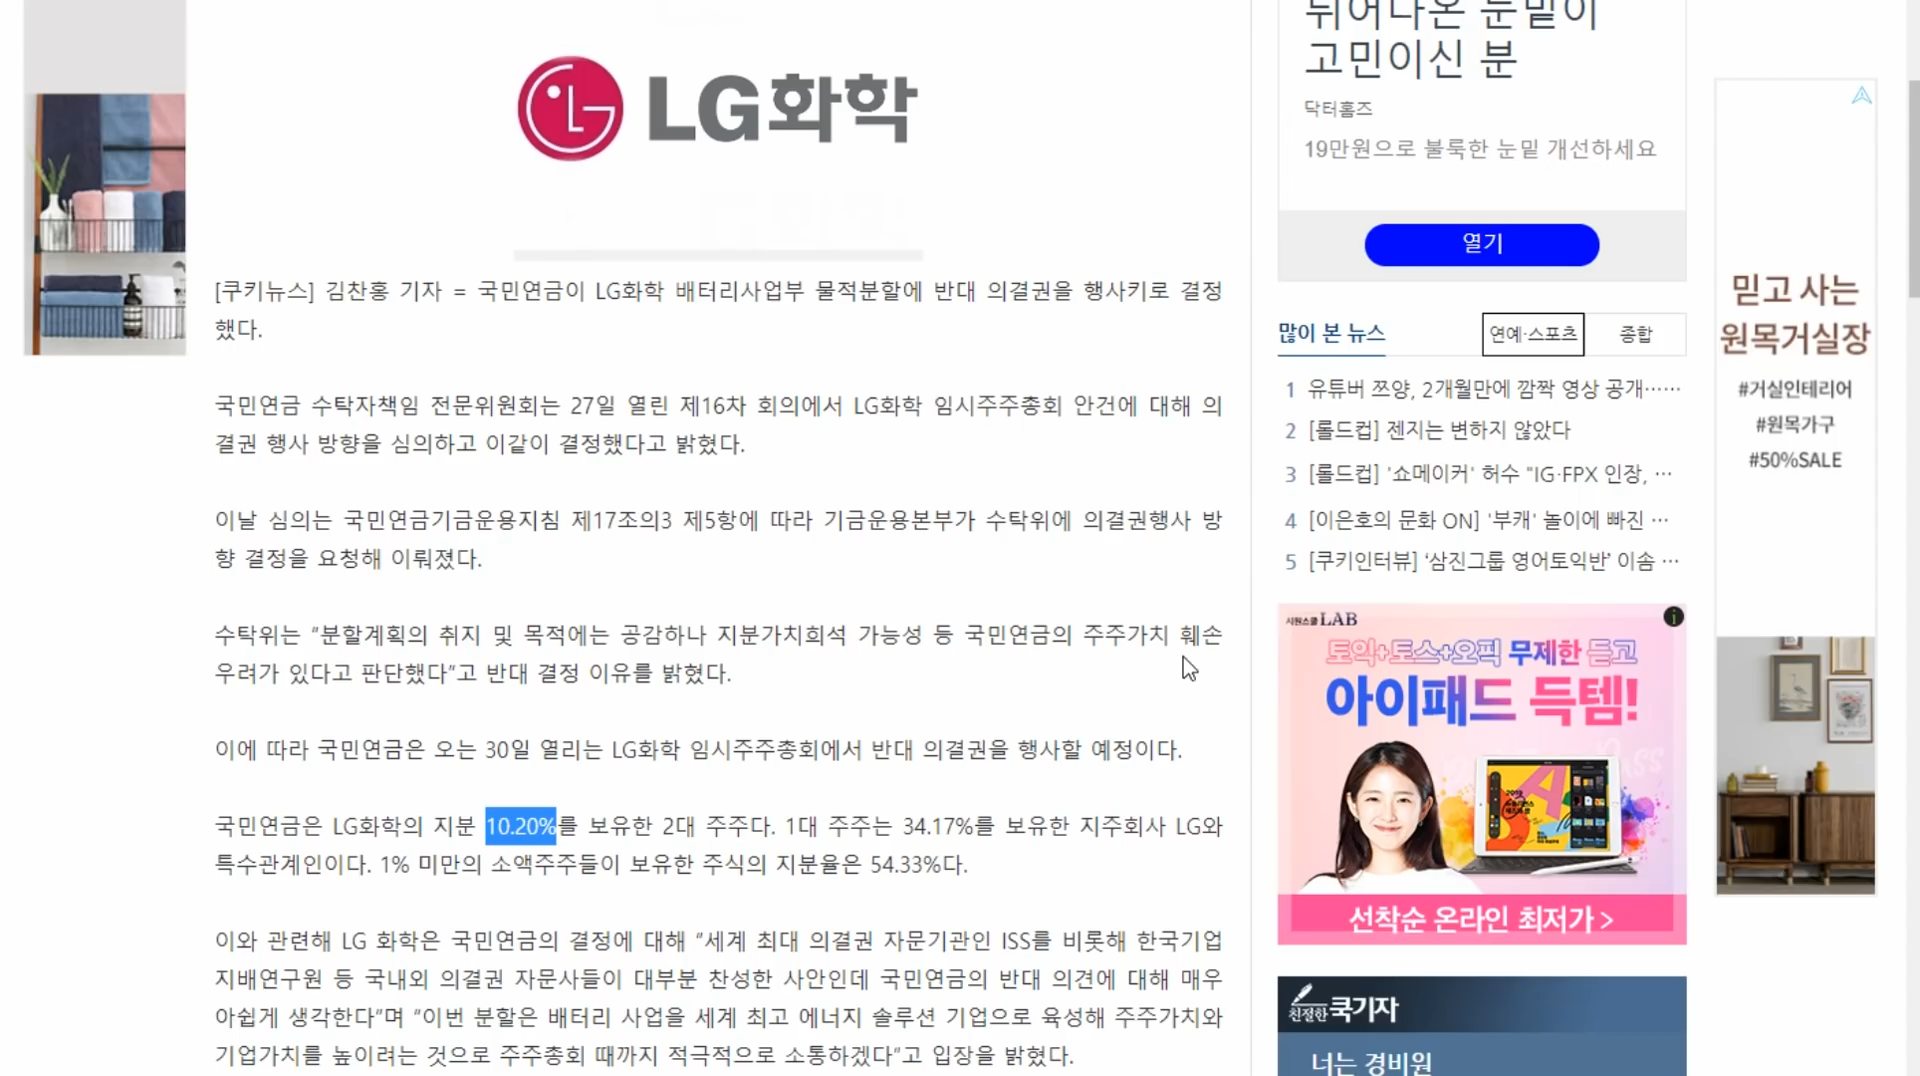 LG화학
[쿠키뉴스] 김찬홍 기자 = 국민연금이 LG화학 배터리사업부 물적분할에 반대 의결권을 행사키로 결정
했다.
국민연금 수탁자책임 전문위원회는 27일 열린 제16차 회의에서 LG화학 임시주주총회 안건에 대해 의
결권 행사 방향을 심의하고 이같이 결정했다고 밝혔다.
이날 심의는 국민연금기금운용지침 제17조의3 제5항에 따라 기금운용본부가 수탁위에 의결권행사 방
향 결정을 요청해 이뤄졌다.
수탁위는 "분할계획의 취지 및 목적에는 공감하나 지분가치희석 가능성 등 국민연금의 주주가치 훼손
우려가 있다고 판단했다"고 반대 결정 이유를 밝혔다.
이에 따라 국민연금은 오는 30일 열리는 LG화학 임시주주총회에서 반대 의결권을 행사할 예정이다.
국민연금은 LG화학의 지분 10.20%를 보유한 2대 주주다. 1대 주주는 34.17%를 보유한 지주회사 LG와
특수관계인이다. 1% 미만의 소액주주들이 보유한 주식의 지분율은 54.33%다.
이와 관련해 LG 화학은 국민연금의 결정에 대해 "세계 최대 의결권 자문기관인 ISS를 비롯해 한국기업
지배연구원 등 국내외 의결권 자문사들이 대부분 찬성한 사안인데 국민연금의 반대 의견에 대해 매우
아쉽게 생각한다"며 "이번 분할은 배터리 사업을 세계 최고 에너지 솔루션 기업으로 육성해 주주가치와
기업가치를 높이려는 것으로 주주총회 때까지 적극적으로 소통하겠다"고 입장을 밝혔다.
튀어나온 눈밑이
고민이신 분
닥터홈즈
19만원으로 불룩한 눈밑 개선하세요
열기
많이 본 뉴스
연예·스포츠
종합
1 유튜버 쯔양, 2개월만에 깜짝 영상 공개……
2 [롤드컵] 젠지는 변하지 않았다
3 [롤드컵] '쇼메이커' 허수 "IG·FPX 인장, …
4 [이은호의 문화 ON] '부캐' 놀이에 빠진 …
5 [쿠키인터뷰] '삼진그룹 영어토익반' 이솜 …
시원스쿨LAB
토익+토스+오픽 무제한 듣고
아이패드 득템!
선착순 온라인 최저가 >
친절한 쿡기자
너는 경비원
믿고 사는
원목거실장
#거실인테리어
#원목가구
#50%SALE